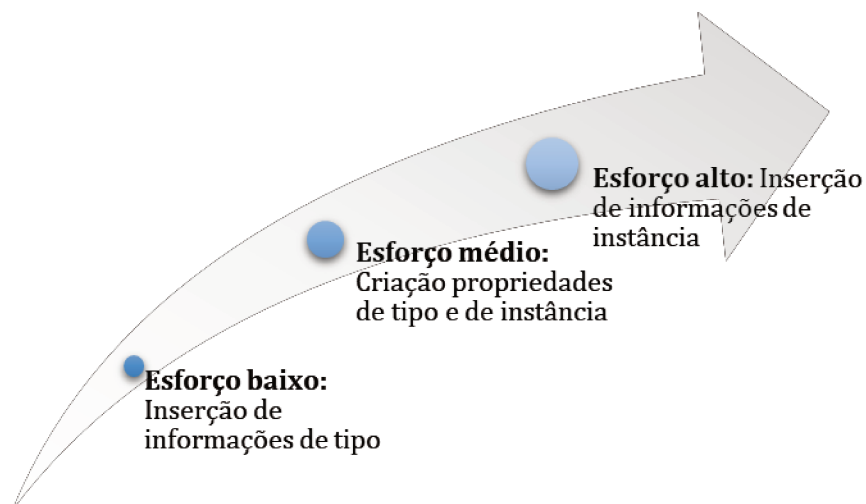 Esforço alto: Inserção
de informações de
instância
Esforço médio:
Criação propriedades
de tipo e de instância
Esforço baixo:
Inserção de
informações de tipo